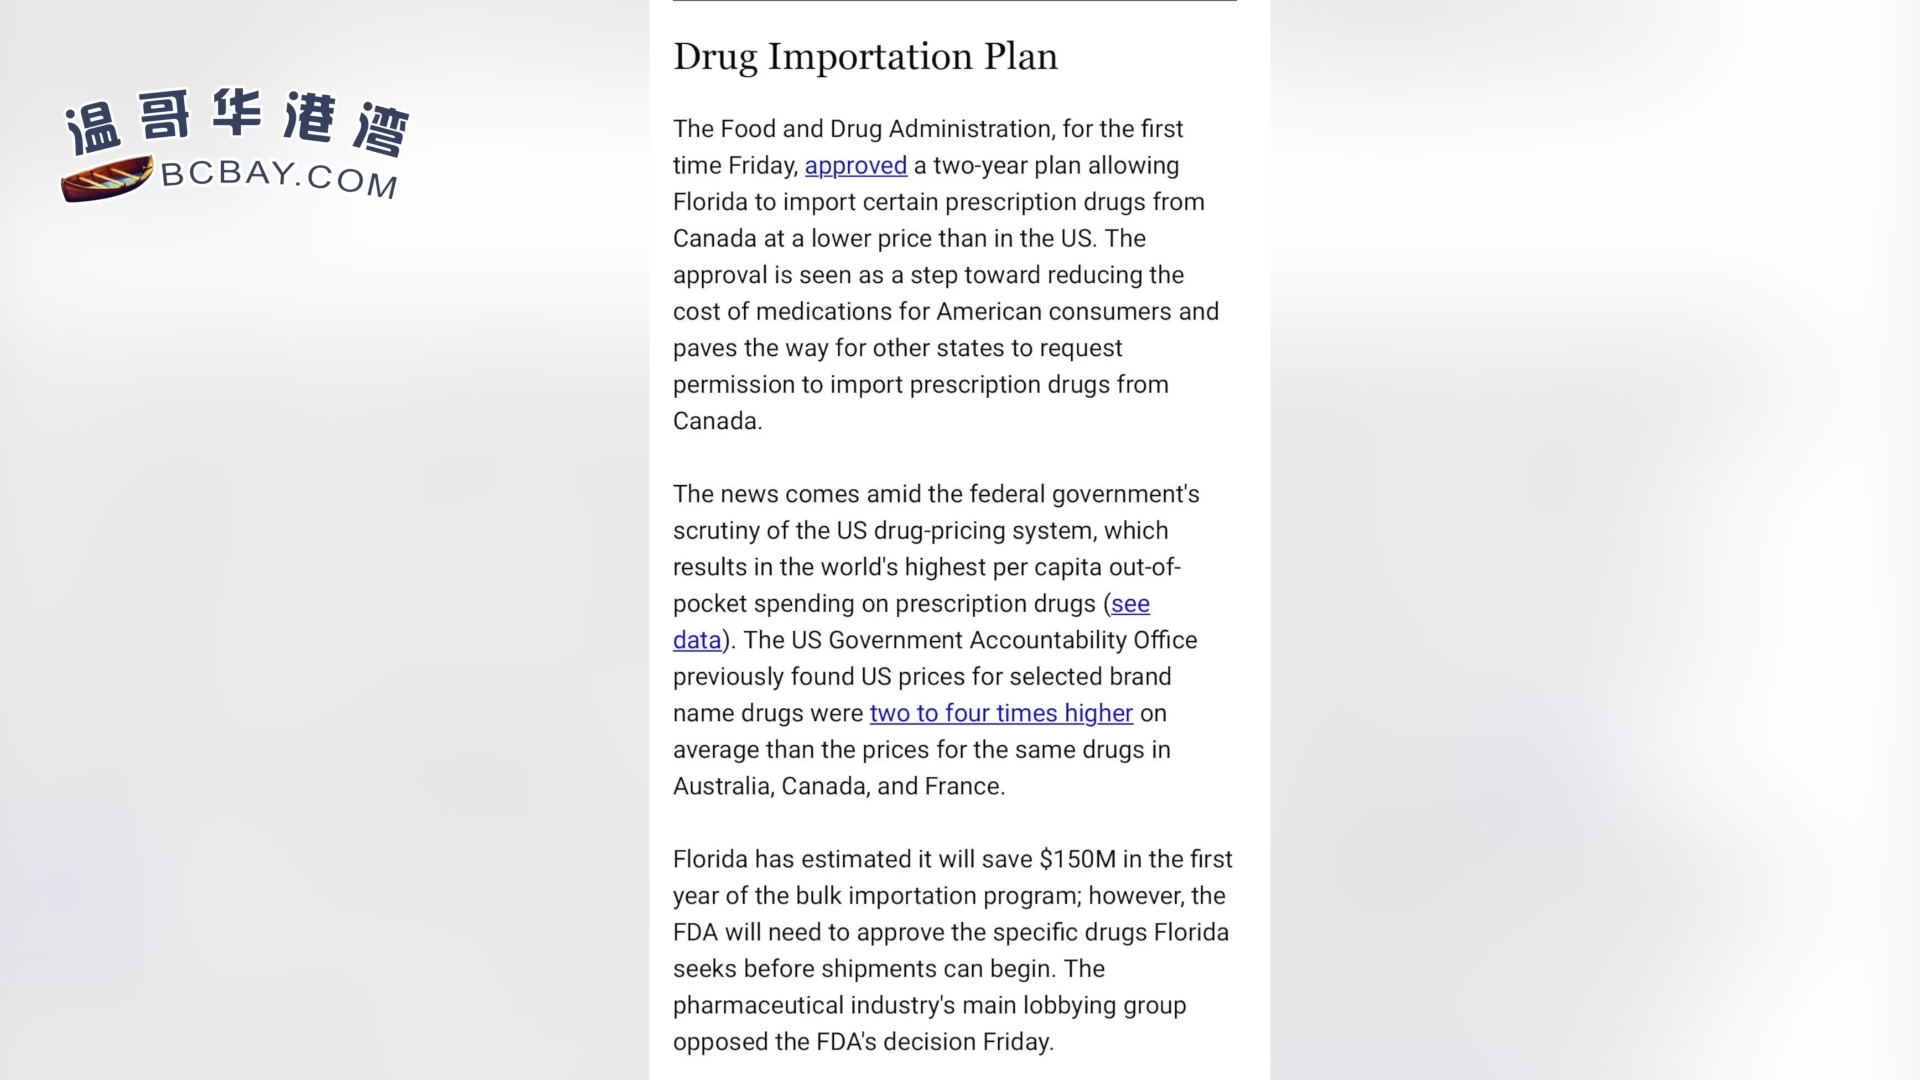 温哥华港湾
BCBAY.COM
Drug Importation Plan
The Food and Drug Administration, for the first
time Friday, approved a two-year plan allowing
Florida to import certain prescription drugs from
Canada at a lower price than in the US. The
approval is seen as a step toward reducing the
cost of medications for American consumers and
paves the way for other states to request
permission to import prescription drugs from
Canada.
The news comes amid the federal government's
scrutiny of the US drug-pricing system, which
results in the world's highest per capita out-of-
pocket spending on prescription drugs (see
data). The US Government Accountability Office
previously found US prices for selected brand
name drugs were two to four times higher on
average than the prices for the same drugs in
Australia, Canada, and France.
Florida has estimated it will save $150M in the first
year of the bulk importation program; however, the
FDA will need to approve the specific drugs Florida
seeks before shipments can begin. The
pharmaceutical industry's main lobbying group
opposed the FDA's decision Friday.